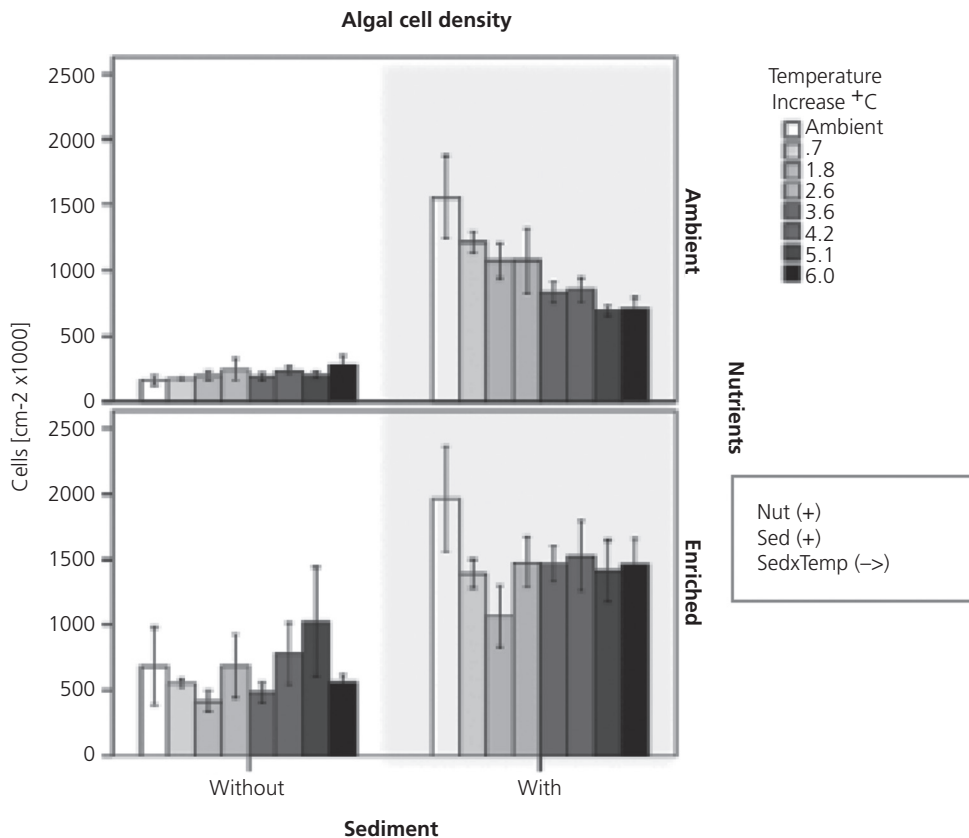 Algal cell density
Cells [cm-2 x1000]
2500
2000
1500
1000
500
0
Ambient
2500
2000
1500
1000
500
0
Enriched
Nutrients
Without
With
Sediment
Temperature
Increase +C
Ambient
.7
1.8
2.6
3.6
4.2
5.1
6.0
Nut (+)
Sed (+)
SedxTemp (–>)